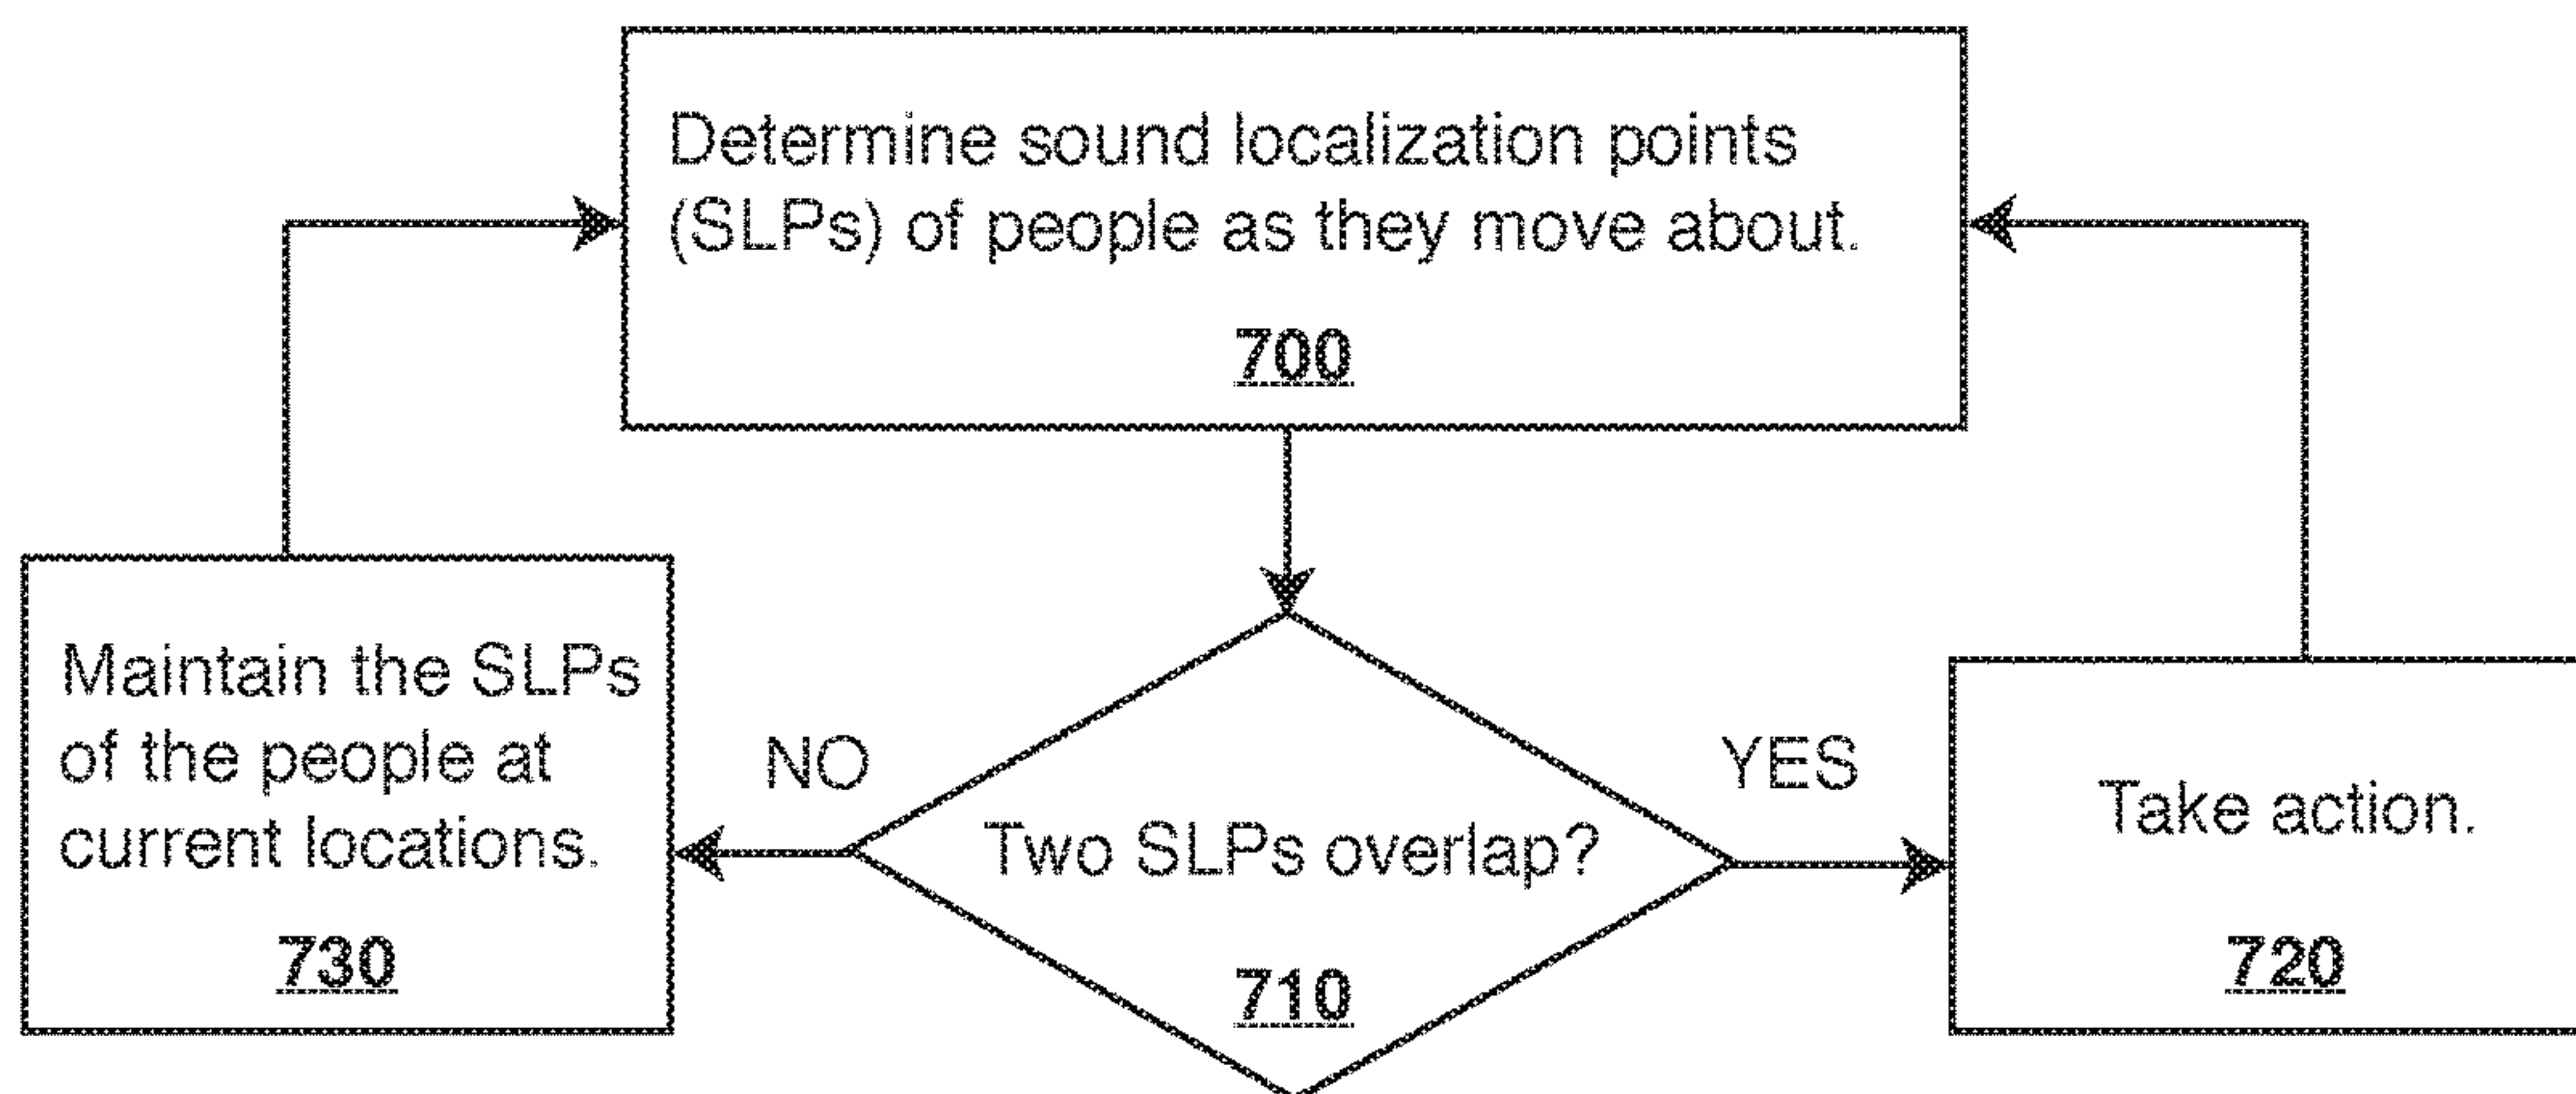 Determine sound localization points
(SLPs) of people as they move about.
700
Maintain the SLPs
of the people at
current locations.
730
NO
Two SLPs overlap?
710
YES
Take action.
720